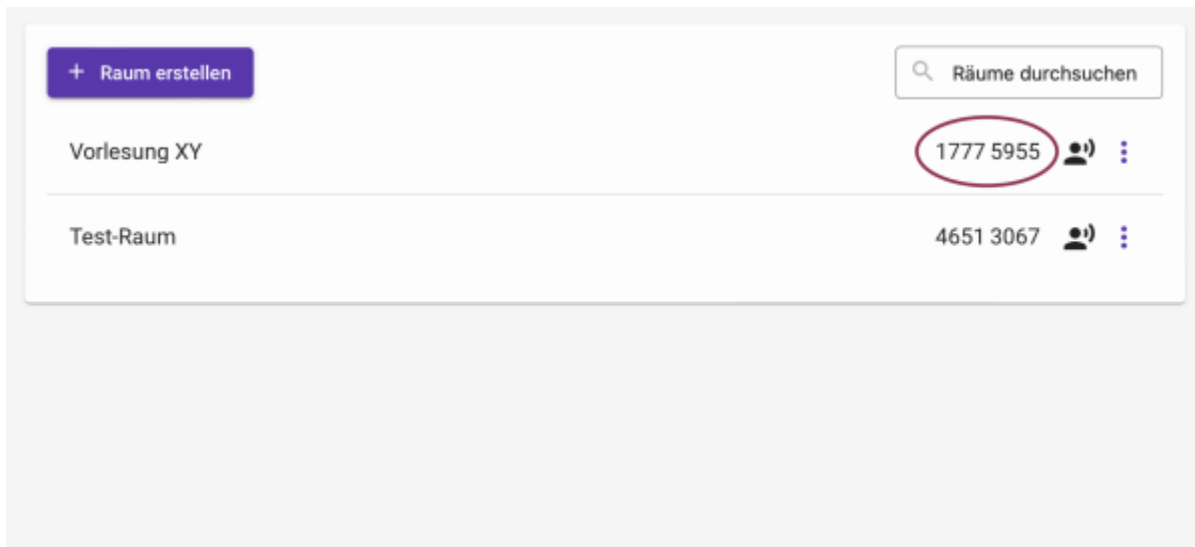 + Raum erstellen
Räume durchsuchen
Vorlesung XY 1777 5955
Test-Raum 4651 3067